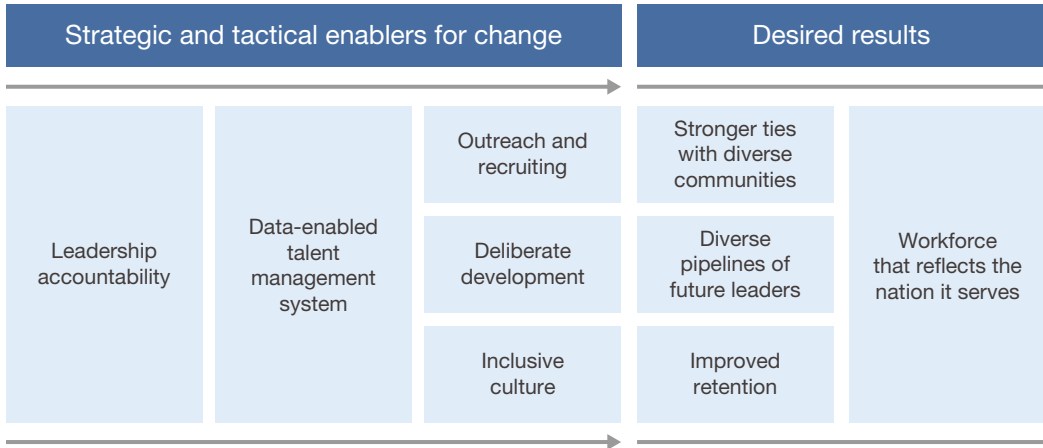 Strategic and tactical enablers for change
Desired results
Leadership
accountability
Data-enabled
talent
management
system
Outreach and
recruiting
Deliberate
development
Inclusive
culture
Stronger ties
with diverse
communities
Diverse
pipelines of
future leaders
Improved
retention
Workforce
that reflects the
nation it serves